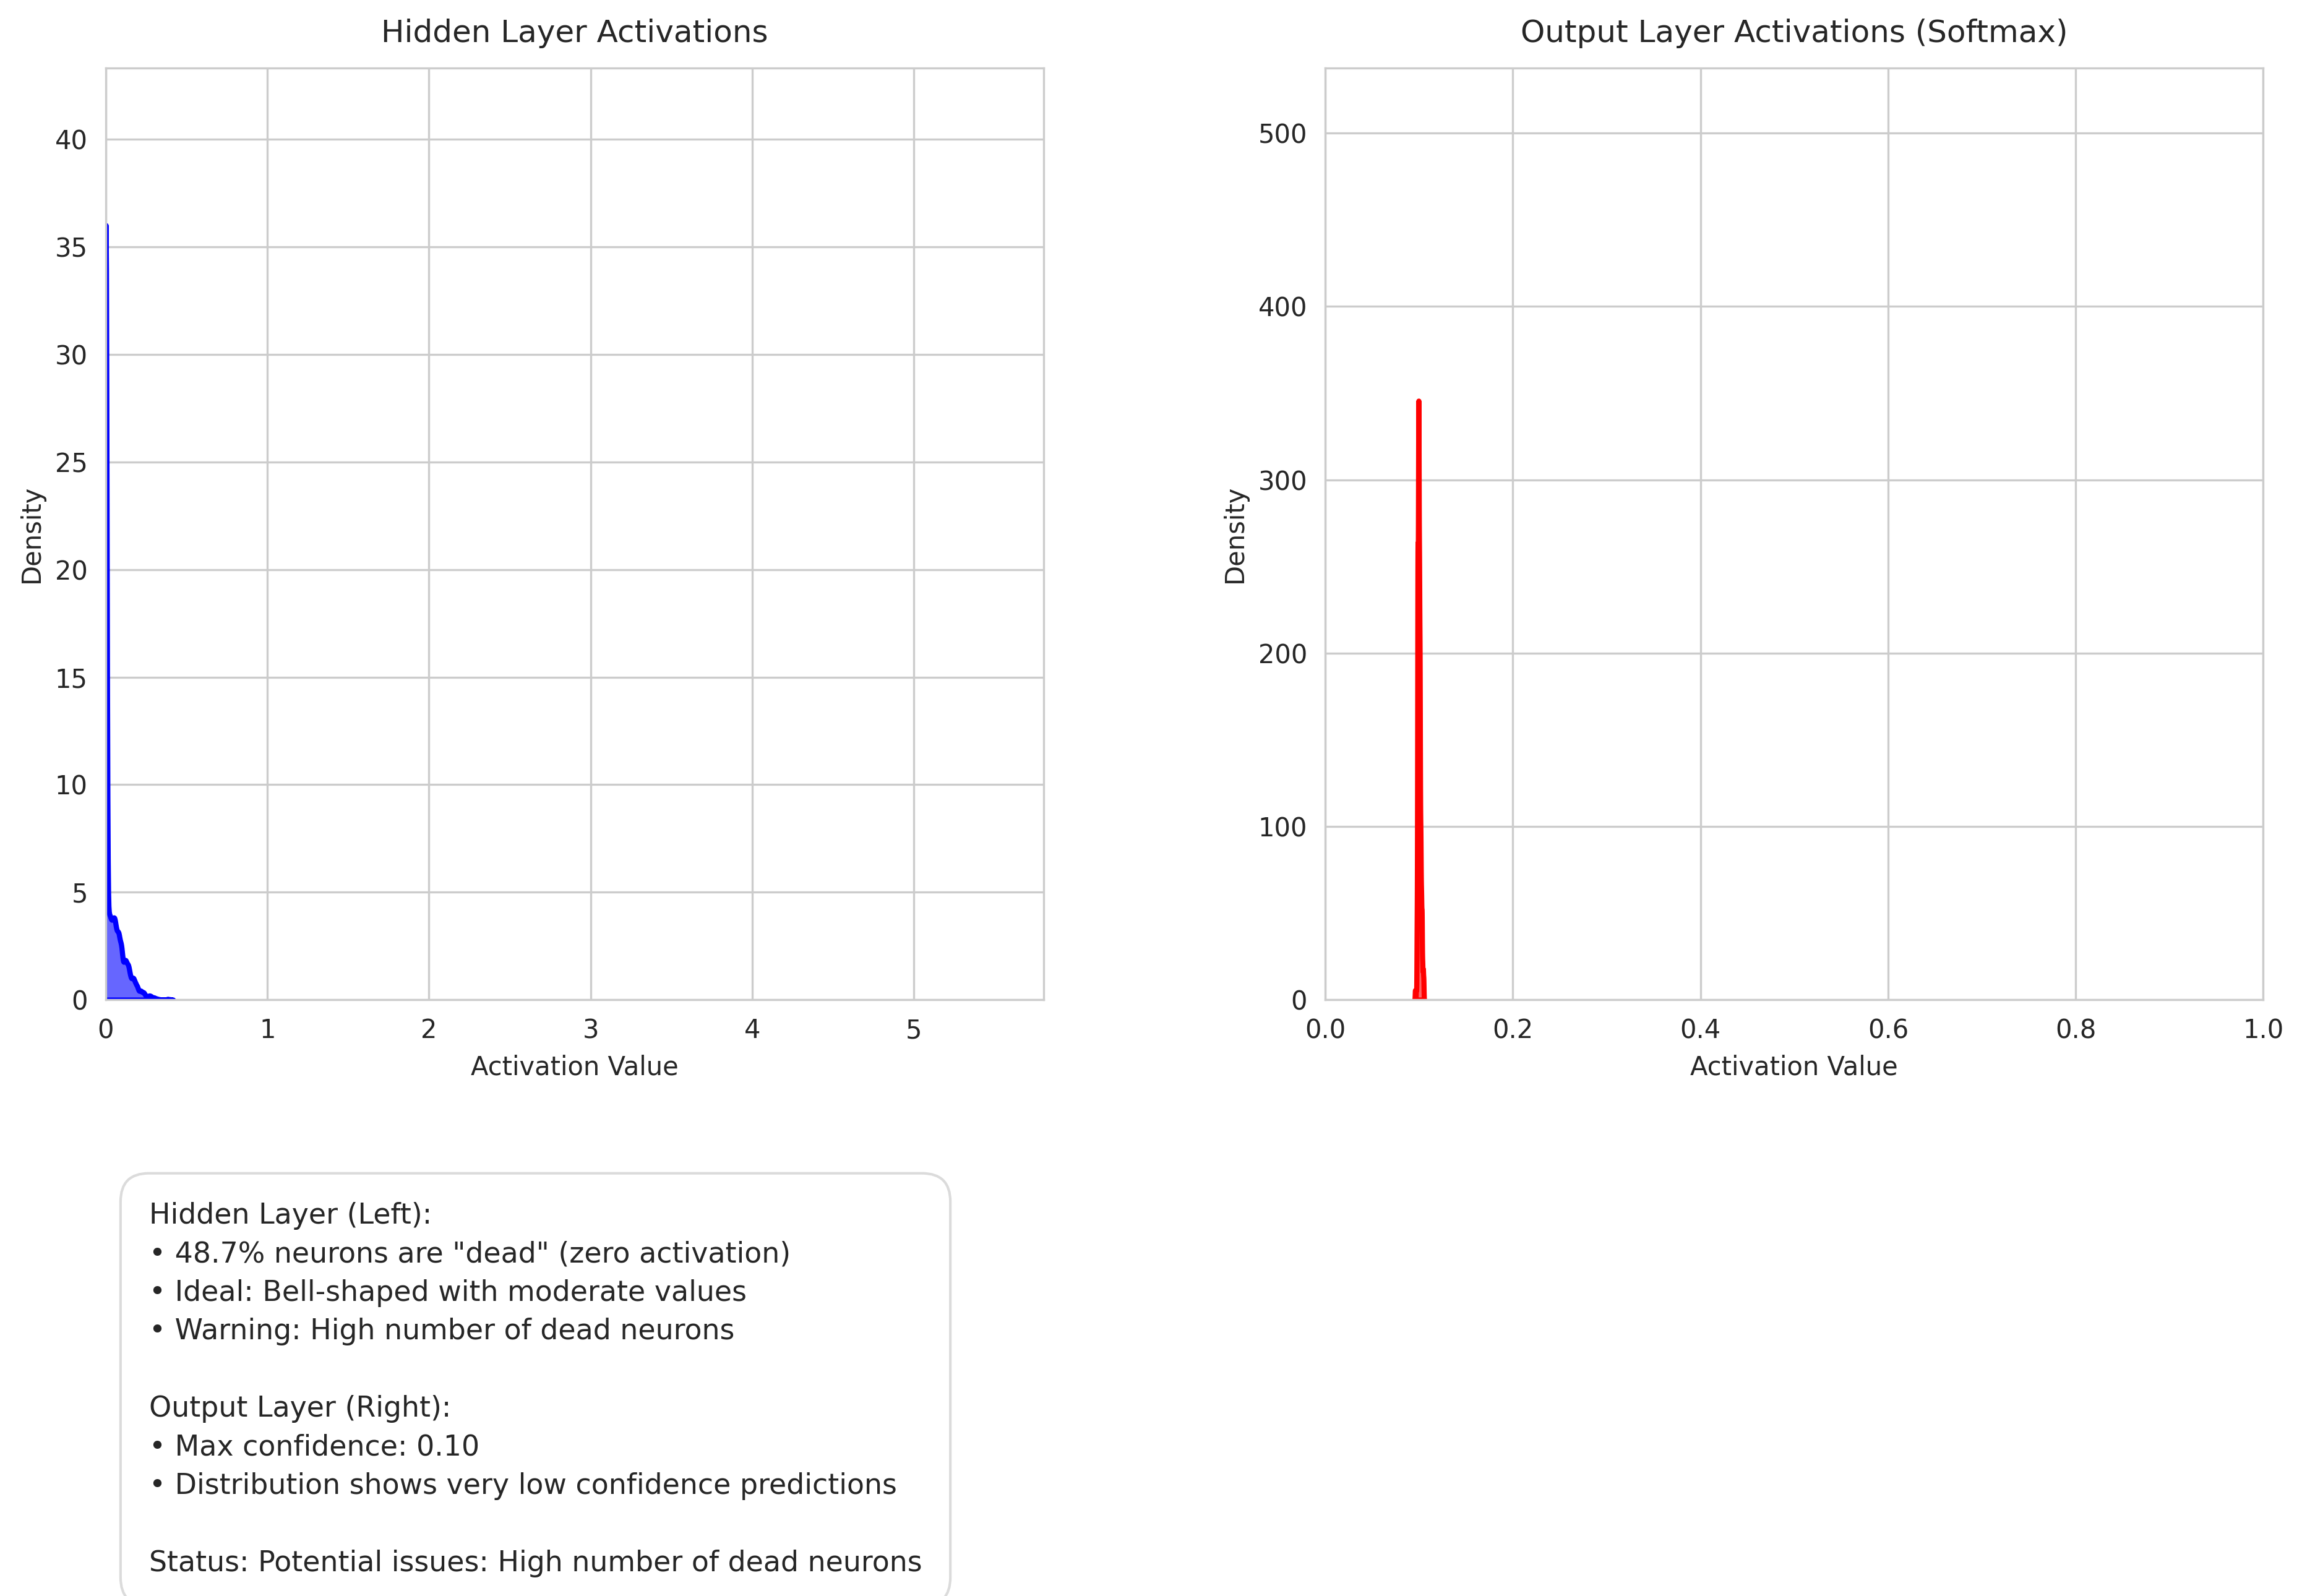 Hidden Layer Activations
40
35
30
25
20
15
10
5
0
Density
0 1 2 3 4 5
Activation Value
Output Layer Activations (Softmax)
500
400
300
200
100
0
Density
0.0 0.2 0.4 0.6 0.8 1.0
Activation Value
Hidden Layer (Left):
• 48.7% neurons are "dead" (zero activation)
• Ideal: Bell-shaped with moderate values
• Warning: High number of dead neurons
Output Layer (Right):
• Max confidence: 0.10
• Distribution shows very low confidence predictions
Status: Potential issues: High number of dead neurons